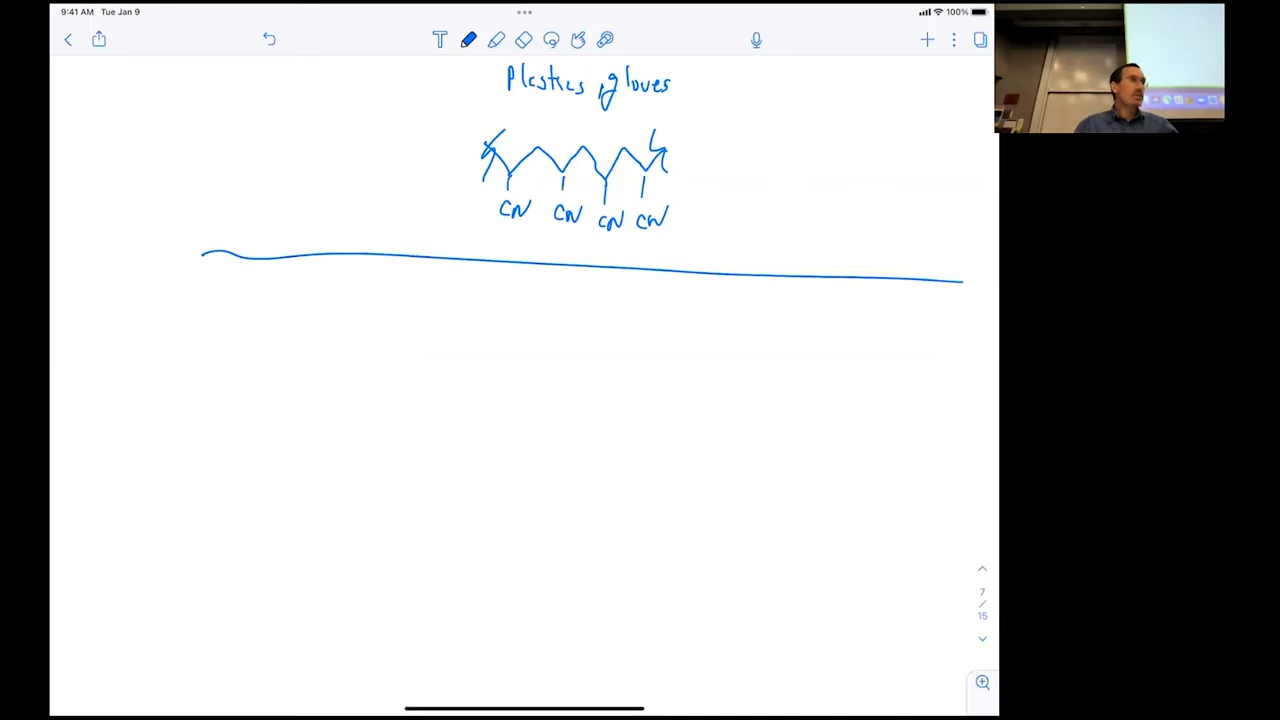 9:41 AM Tue Jan 9
100%
T
Plastics, gloves
CN CN CN CN
7
/
15